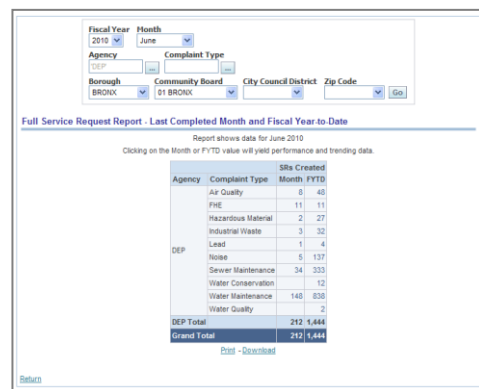 Fiscal Year Month
2010 June
Agency Complaint Type
'DEP' ... ...
Borough Community Board City Council District Zip Code
BRONX 01 BRONX Go
Full Service Request Report - Last Completed Month and Fiscal Year-to-Date
Report shows data for June 2010
Clicking on the Month or FYTD value will yield performance and trending data.
SRs Created
Agency Complaint Type Month FYTD
DEP
Air Quality 8 48
FHE 11 11
Hazardous Material 2 27
Industrial Waste 3 32
Lead 1 4
Noise 5 137
Sewer Maintenance 34 333
Water Conservation 12
Water Maintenance 148 838
Water Quality 2
DEP Total 212 1,444
Grand Total 212 1,444
Print - Download
Return